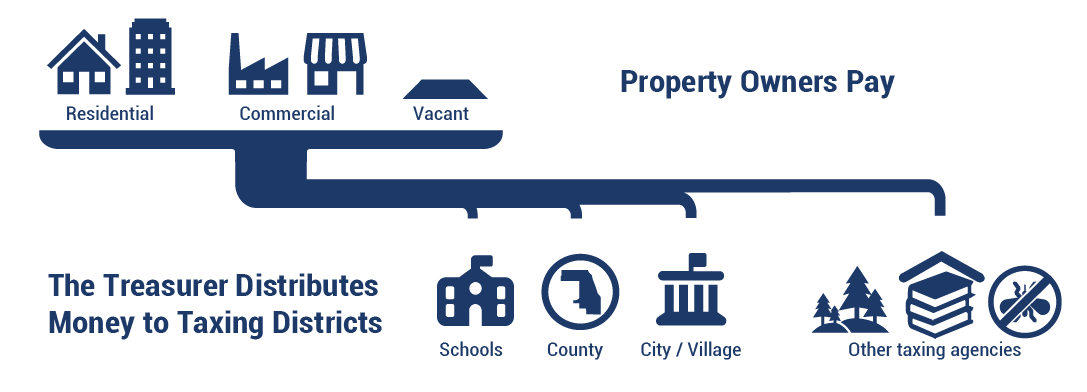 Residential
Commercial
Vacant
Property Owners Pay
The Treasurer Distributes
Money to Taxing Districts
Schools
County
City / Village
Other taxing agencies